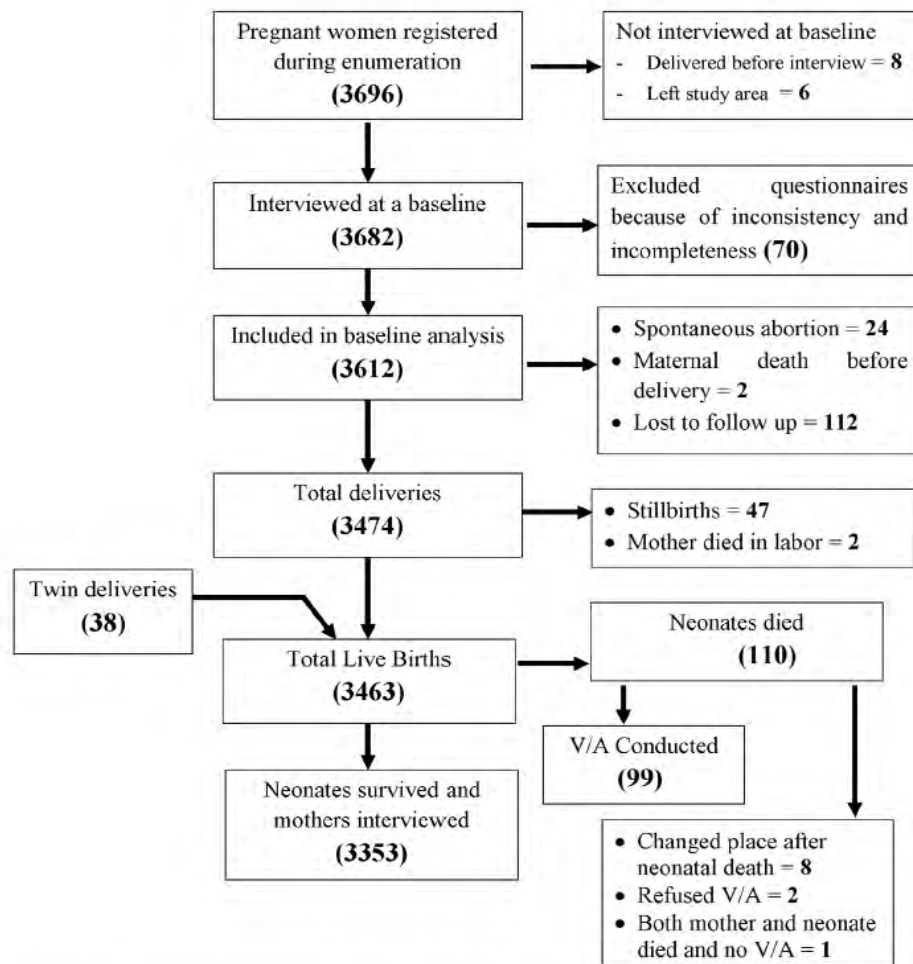 Pregnant women registered
during enumeration
(3696)
Not interviewed at baseline
- Delivered before interview = 8
- Left study area = 6
Interviewed at a baseline
(3682)
Excluded questionnaires
because of inconsistency and
incompleteness (70)
Included in baseline analysis
(3612)
• Spontaneous abortion = 24
• Maternal death before
delivery = 2
• Lost to follow up = 112
Total deliveries
(3474)
• Stillbirths = 47
• Mother died in labor = 2
Twin deliveries
(38)
Total Live Births
(3463)
Neonates died
(110)
V/A Conducted
(99)
Neonates survived and
mothers interviewed
(3353)
• Changed place after
neonatal death = 8
• Refused V/A = 2
• Both mother and neonate
died and no V/A = 1